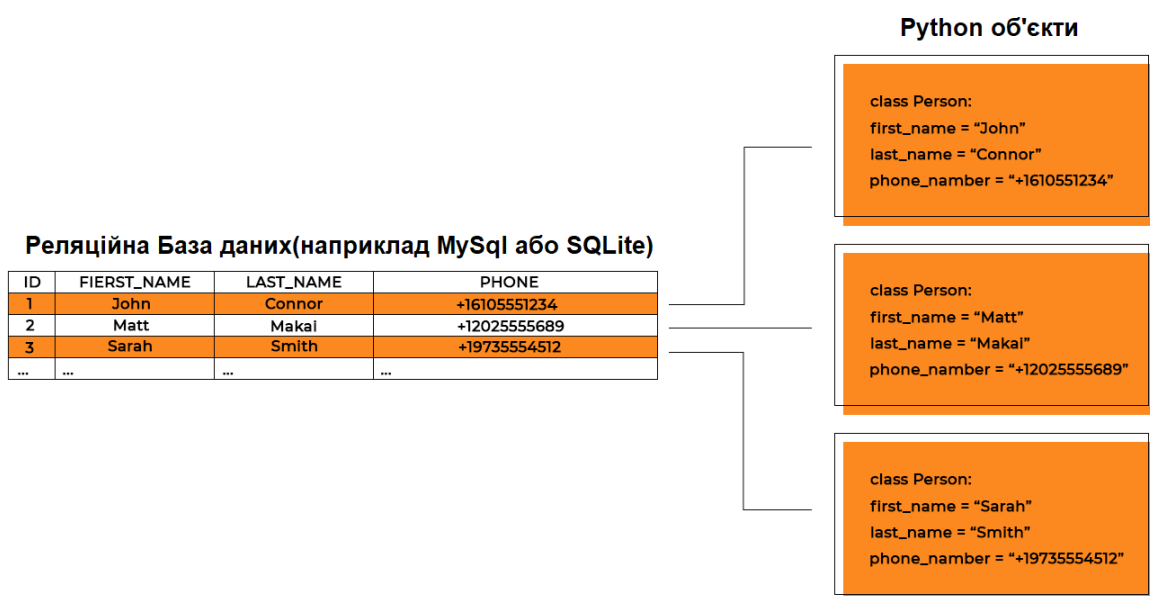 Python об'єкти
class Person:
first_name = “John”
last_name = “Connor”
phone_namber = “+1610551234”
Реляційна База даних(наприклад MySql або SQLite)
ID FIERST_NAME LAST_NAME PHONE
1 John Connor +16105551234
2 Matt Makai +12025555689
3 Sarah Smith +19735554512
... ... ... ...
class Person:
first_name = “Matt”
last_name = “Makai”
phone_namber = “+12025555689”
class Person:
first_name = “Sarah”
last_name = “Smith”
phone_namber = “+19735554512”